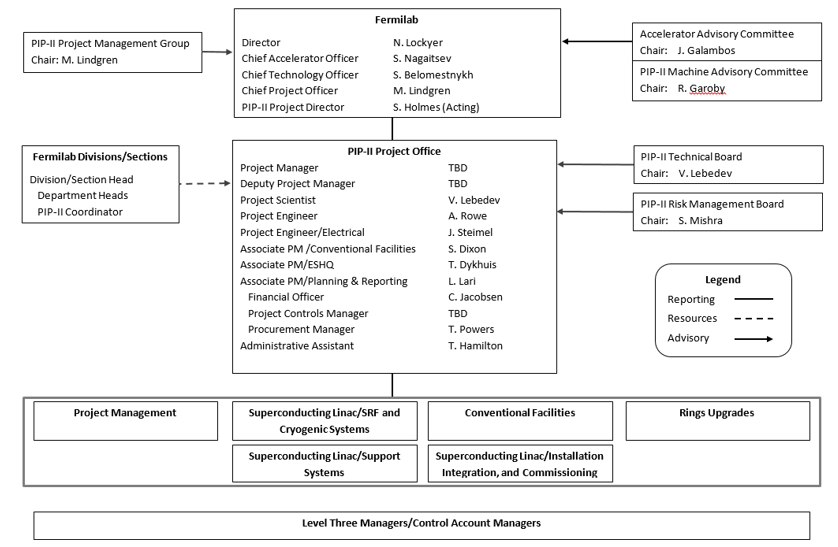 Fermilab
Director N. Lockyer
Chief Accelerator Officer S. Nagaitsev
Chief Technology Officer S. Belomestnykh
Chief Project Officer M. Lindgren
PIP-II Project Director S. Holmes (Acting)
PIP-II Project Management Group
Chair: M. Lindgren
Accelerator Advisory Committee
Chair: J. Galambos
PIP-II Machine Advisory Committee
Chair: R. Garoby
Fermilab Divisions/Sections
Division/Section Head
Department Heads
PIP-II Coordinator
PIP-II Project Office
Project Manager TBD
Deputy Project Manager TBD
Project Scientist V. Lebedev
Project Engineer A. Rowe
Project Engineer/Electrical J. Steimel
Associate PM /Conventional Facilities S. Dixon
Associate PM/ESHQ T. Dykhuis
Associate PM/Planning & Reporting L. Lari
Financial Officer C. Jacobsen
Project Controls Manager TBD
Procurement Manager T. Powers
Administrative Assistant T. Hamilton
PIP-II Technical Board
Chair: V. Lebedev
PIP-II Risk Management Board
Chair: S. Mishra
Legend
Reporting
Resources
Advisory
Project Management
Superconducting Linac/SRF and
Cryogenic Systems
Conventional Facilities
Rings Upgrades
Superconducting Linac/Support
Systems
Superconducting Linac/Installation
Integration, and Commissioning
Level Three Managers/Control Account Managers